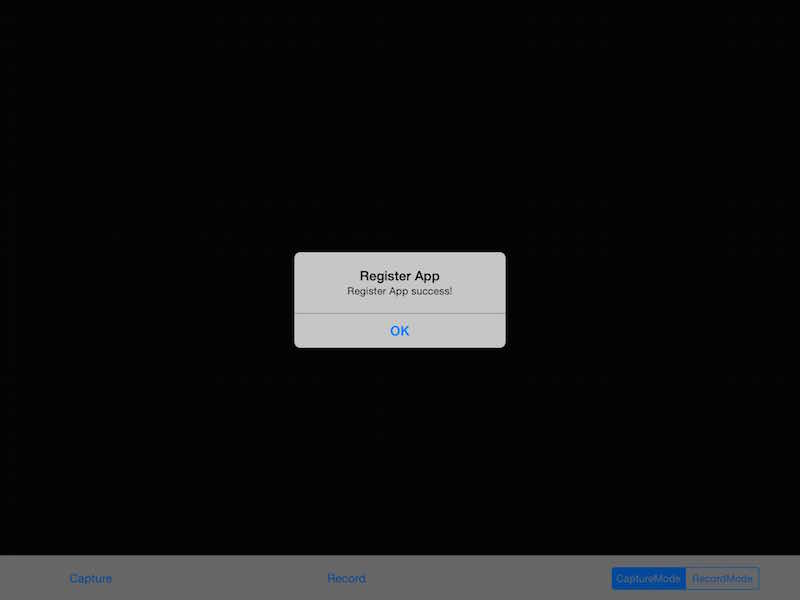 Register App
Register App success!
OK
Capture
Record
CaptureMode
RecordMode